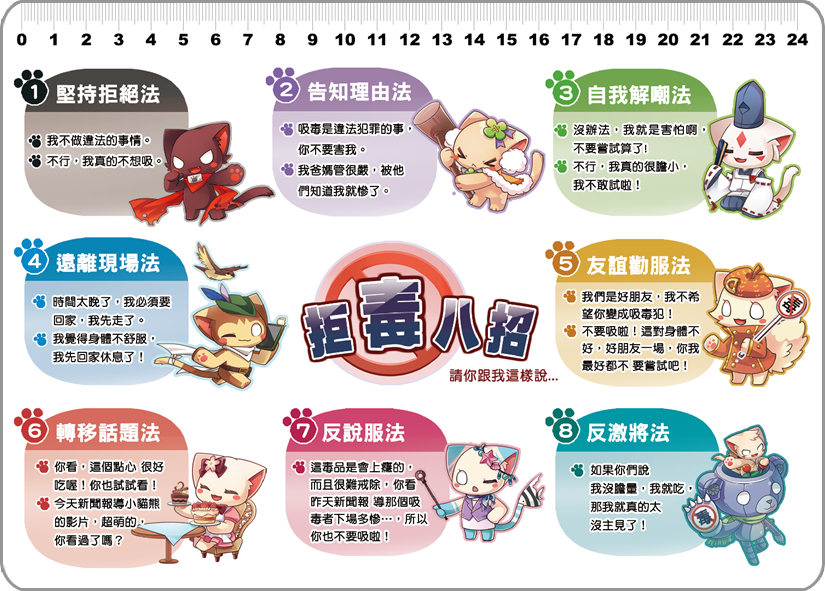 0 1 2 3 4 5 6 7 8 9 10 11 12 13 14 15 16 17 18 19 20 21 22 23 24
1 堅持拒絕法
我不做違法的事情。
不行，我真的不想吸。
2 告知理由法
吸毒是違法犯罪的事，
你不要害我。
我爸媽管很嚴，被他
們知道我就慘了。
3 自我解嘲法
沒辦法，我就是害怕啊，
不要嘗試算了!
不行，我真的很膽小，
我不敢試啦！
4 遠離現場法
時間太晚了，我必須要
回家，我先走了。
我覺得身體不舒服，
我先回家休息了！
拒毒八招
請你跟我這樣說...
5 友誼勸服法
我們是好朋友，我不希
望你變成吸毒犯！
不要吸啦！這對身體不
好，好朋友一場，你我
最好都不 要嘗試吧！
毒
6 轉移話題法
你看，這個點心 很好
吃喔！你也試試看！
今天新聞報導小貓熊
的影片，超萌的，
你看過了嗎？
7 反說服法
這毒品是會上癮的，
而且很難戒除，你看
昨天新聞報 導那個吸
毒者下場多慘…，所以
你也不要吸啦！
8 反激將法
如果你們說
我沒膽量，我就吃，
那我就真的太
沒主見了！
毒